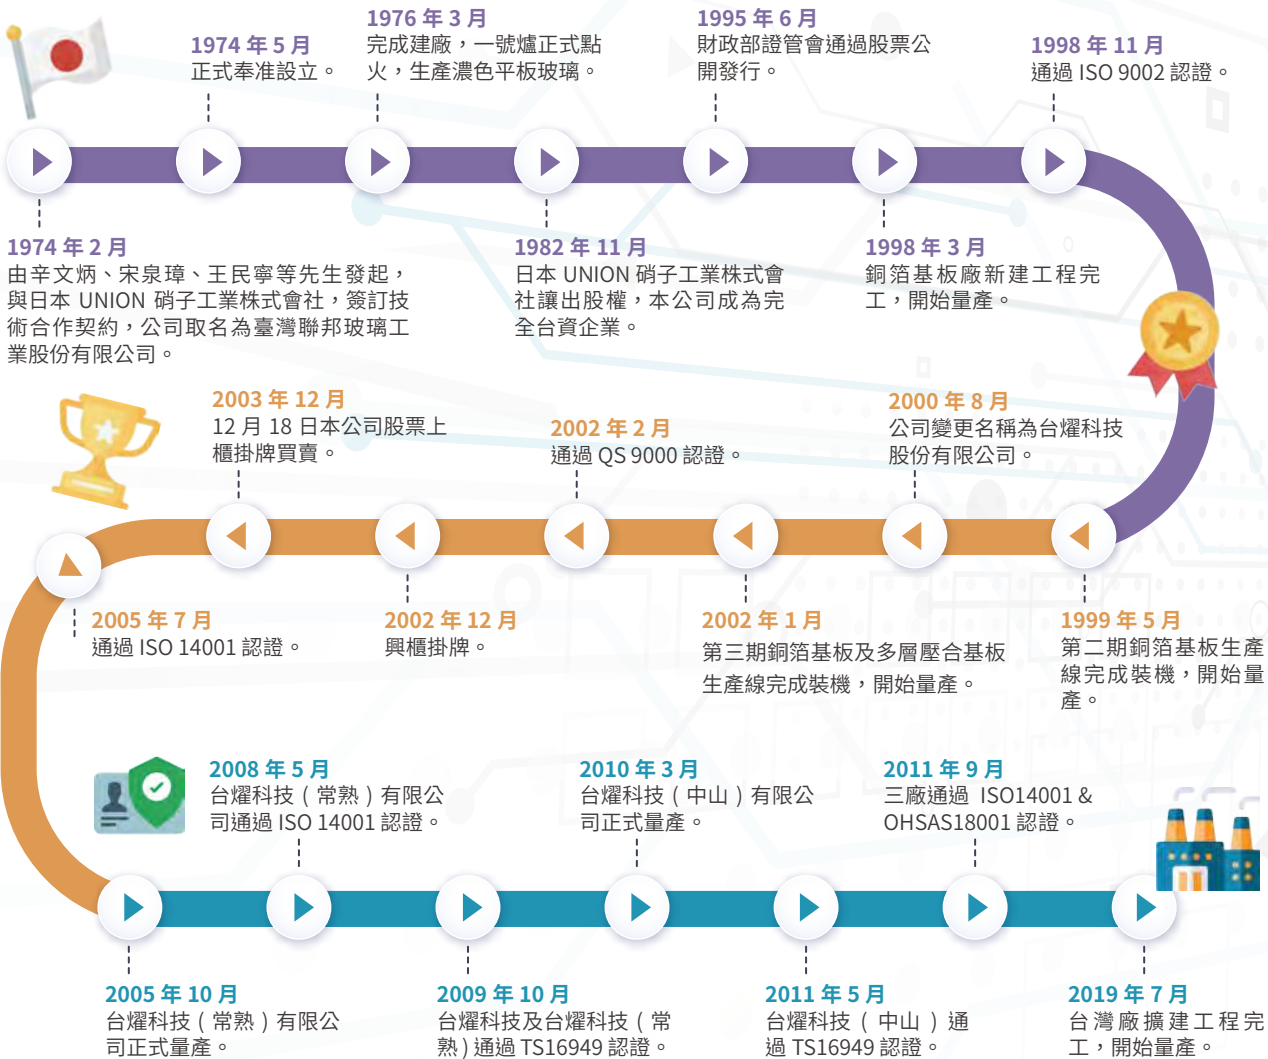 1974 年 2 月
由辛文炳、宋泉璋、王民寧等先生發起，
與日本 UNION 硝子工業株式會社，簽訂技
術合作契約，公司取名為臺灣聯邦玻璃工
業股份有限公司。
1974 年 5 月
正式奉准設立。
1976 年 3 月
完成建廠，一號爐正式點
火，生產濃色平板玻璃。
1982 年 11 月
日本 UNION 硝子工業株式會
社讓出股權，本公司成為完
全台資企業。
1995 年 6 月
財政部證管會通過股票公
開發行。
1998 年 3 月
銅箔基板廠新建工程完
工，開始量產。
1998 年 11 月
通過 ISO 9002 認證。
1999 年 5 月
第二期銅箔基板生產
線完成裝機，開始量
產。
2000 年 8 月
公司變更名稱為台燿科技
股份有限公司。
2002 年 1 月
第三期銅箔基板及多層壓合基板
生產線完成裝機，開始量產。
2002 年 2 月
通過 QS 9000 認證。
2002 年 12 月
興櫃掛牌。
2003 年 12 月
12 月 18 日本公司股票上
櫃掛牌買賣。
2005 年 7 月
通過 ISO 14001 認證。
2005 年 10 月
台燿科技 ( 常熟 ) 有限公
司正式量產。
2008 年 5 月
台燿科技 ( 常熟 ) 有限公
司通過 ISO 14001 認證。
2009 年 10 月
台燿科技及台燿科技 ( 常
熟 ) 通過 TS16949 認證。
2010 年 3 月
台燿科技 ( 中山 ) 有限公
司正式量產。
2011 年 5 月
台燿科技 ( 中山 ) 通
過 TS16949 認證。
2011 年 9 月
三廠通過 ISO14001 &
OHSAS18001 認證。
2019 年 7 月
台灣廠擴建工程完
工，開始量產。